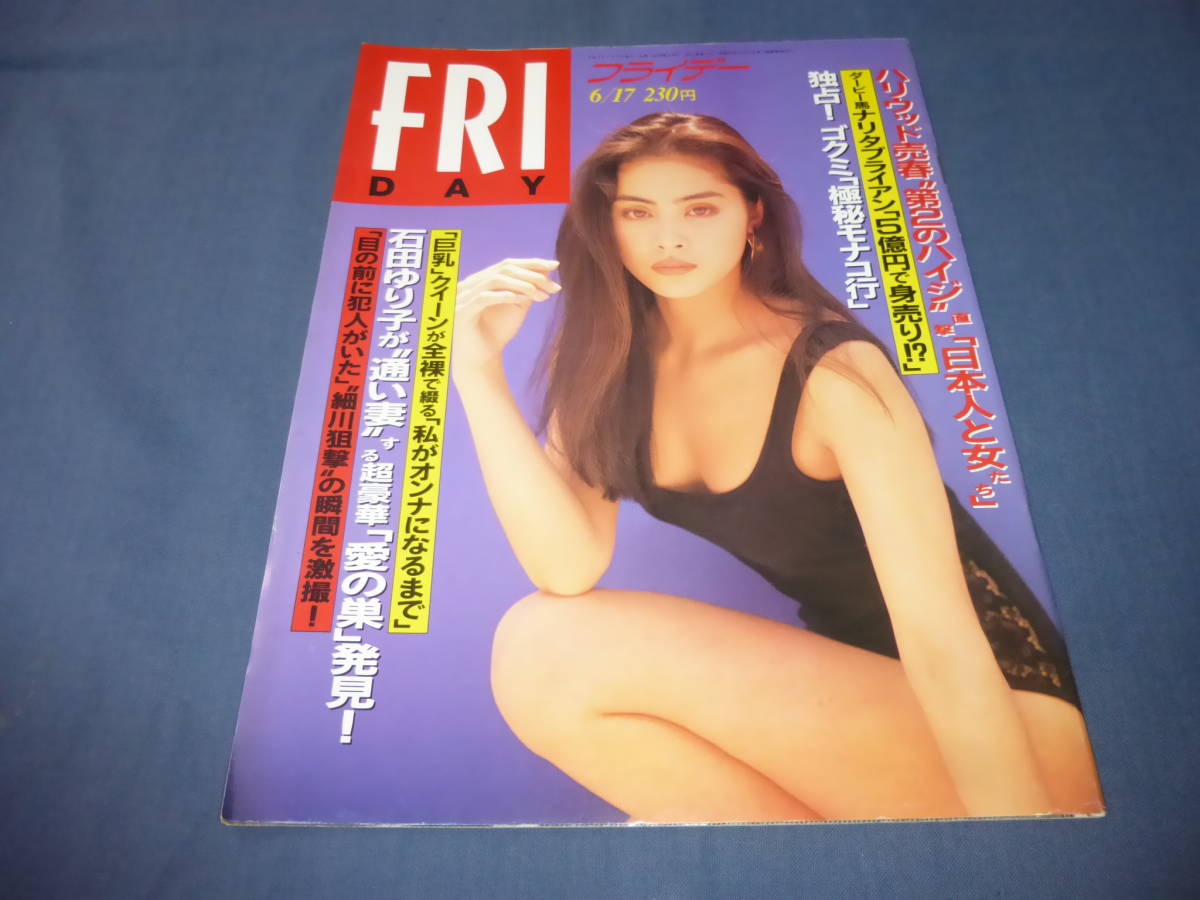 FRI
DAY
フライデー
6/17 230円
ハリウッド売春“第2のハイジ”直撃「日本人と女たち」
ダービー馬ナリタブライアン「5億円で身売り!?」
独占！ゴクミ「極秘モナコ行」
「巨乳」クイーンが全裸で綴る「私がオンナになるまで」
石田ゆり子が“通い妻”する超豪華「愛の巣」発見！
「目の前に犯人がいた」“細川狙撃”の瞬間を激撮！